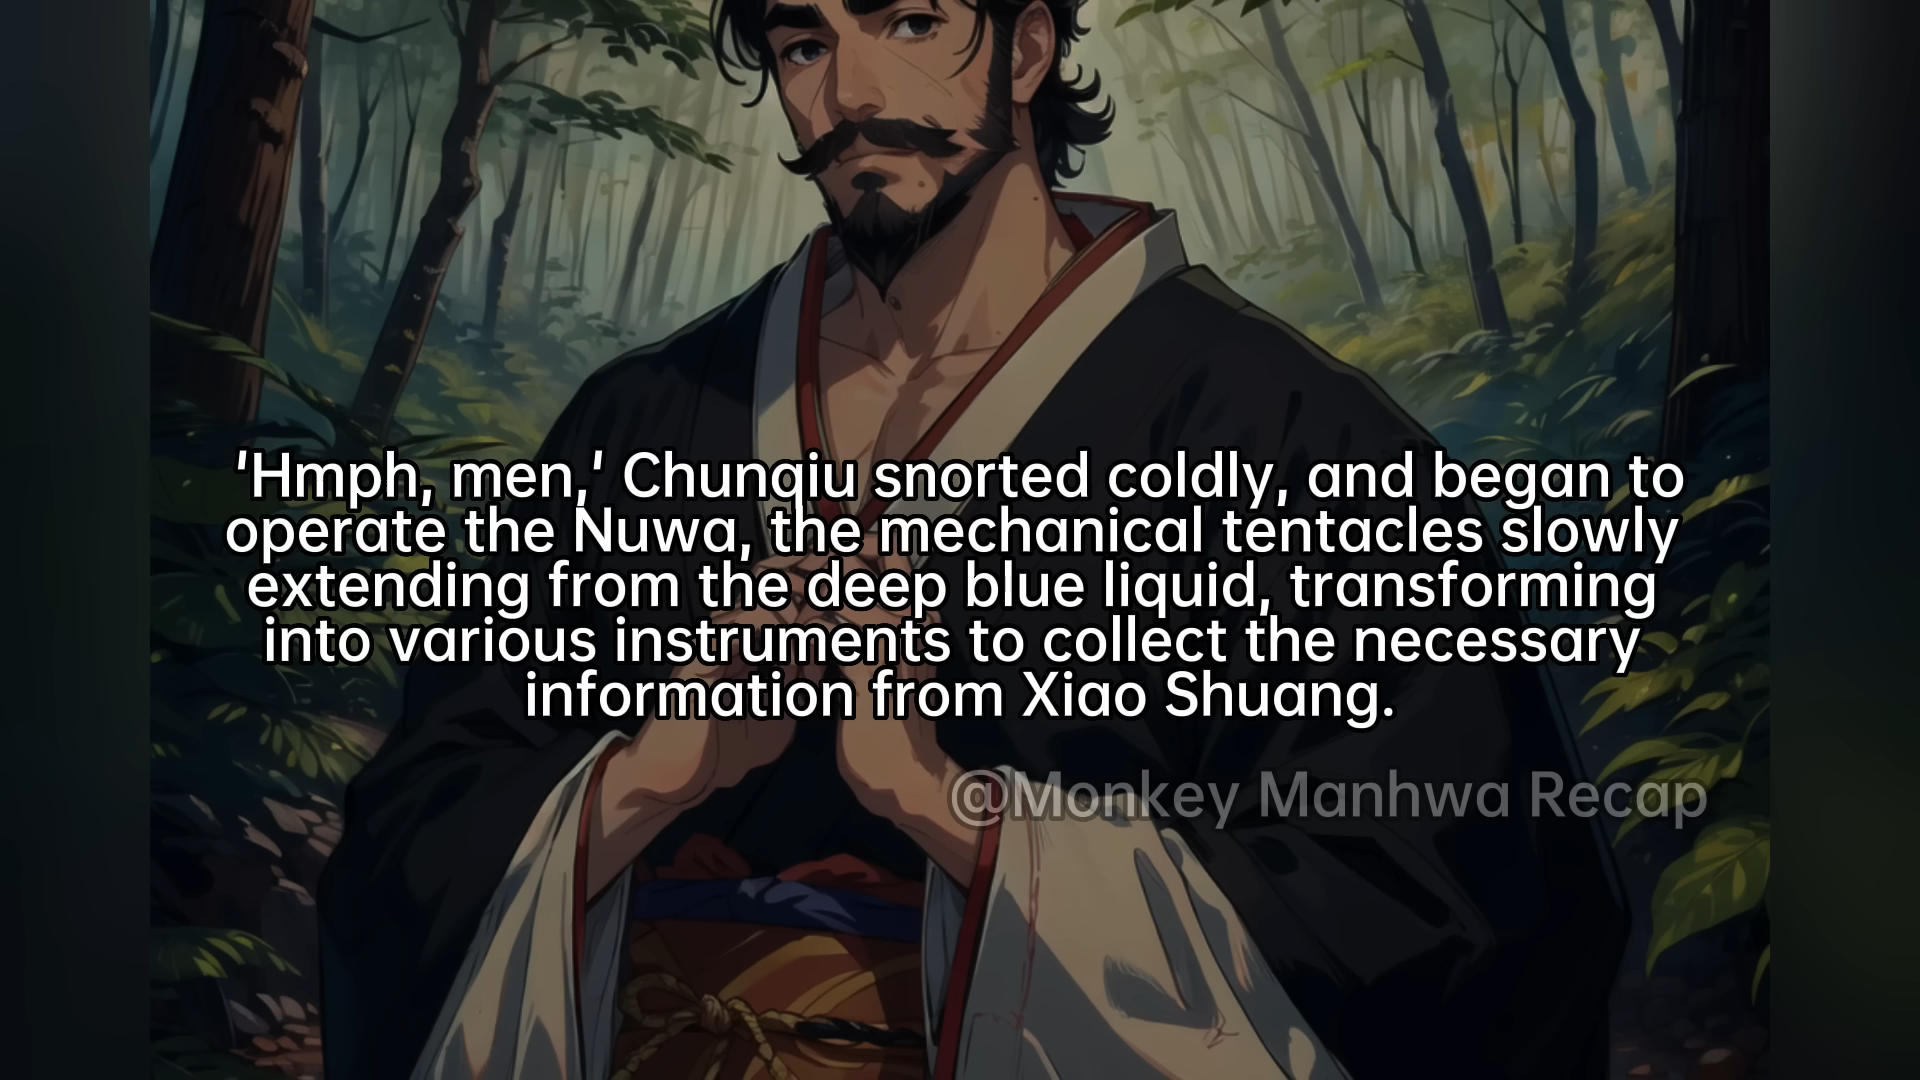 'Hmph, men,' Chunqiu snorted coldly, and began to
operate the Nuwa, the mechanical tentacles slowly
extending from the deep blue liquid, transforming
into various instruments to collect the necessary
information from Xiao Shuang.
@Monkey Manhwa Recap